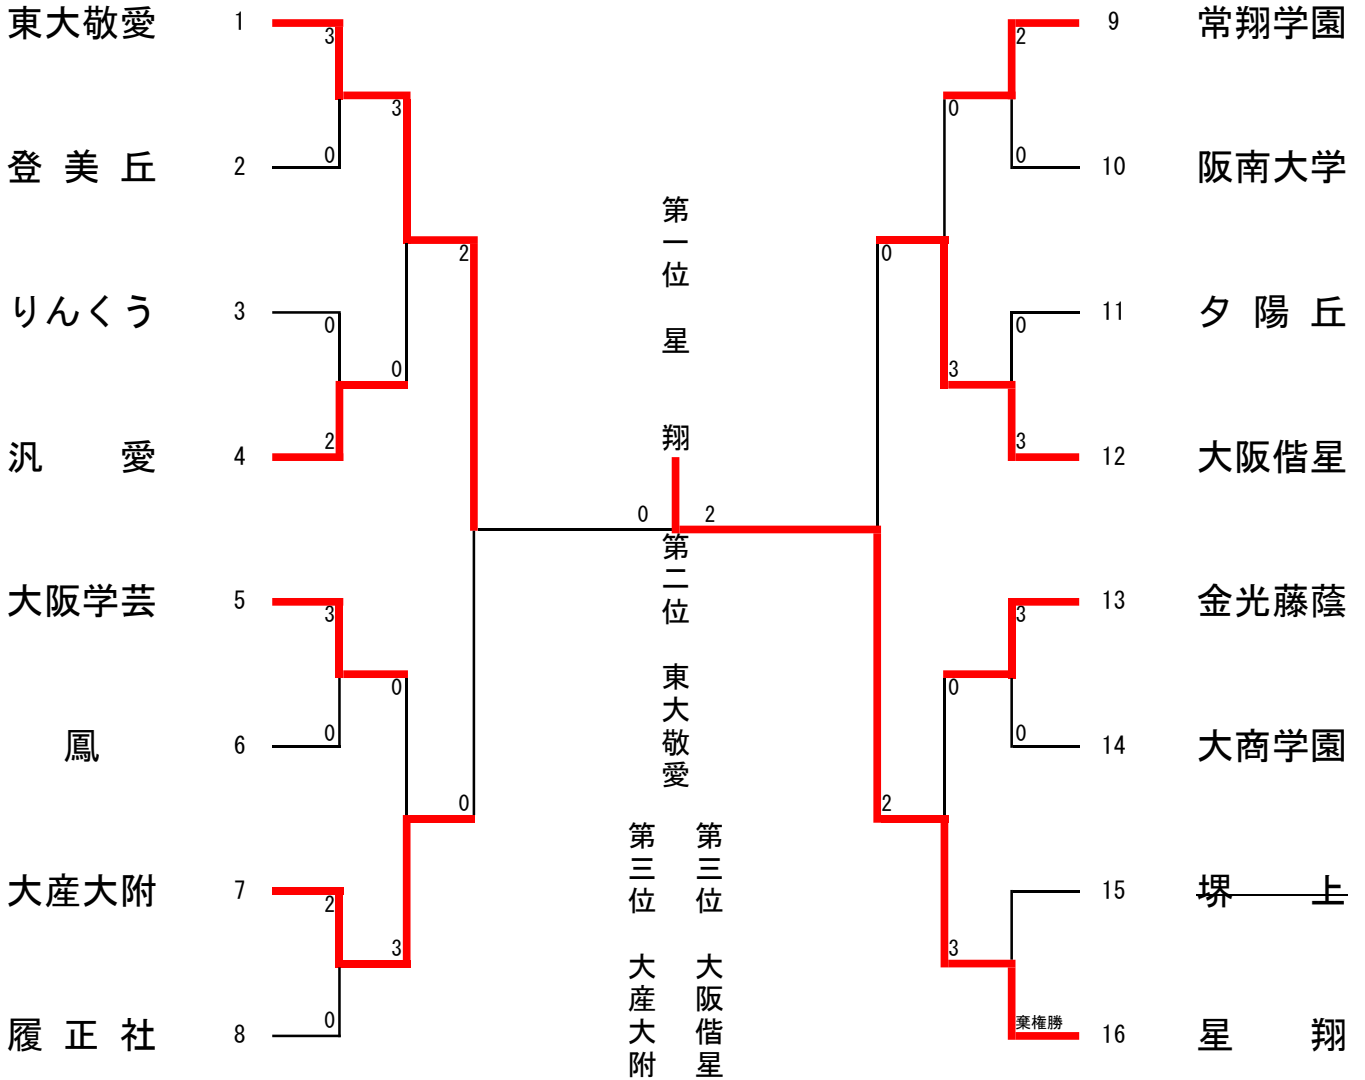 東大敬愛 1 3
3
登美丘 2 0
2
りんくう 3 0
0
汎愛 4 2
大阪学芸 5 3
0
鳳 6 0
0
大産大附 7 2
3
履正社 8 0
第一位 星翔
0 2
第二位 東大敬愛
第三位 大阪偕星
第三位 大産大附
2 9 常翔学園
0
0 10 阪南大学
0
0 11 夕陽丘
3
3 12 大阪偕星
3 13 金光藤蔭
0
0 14 大商学園
2
15 堺上
3
棄権勝 16 星翔